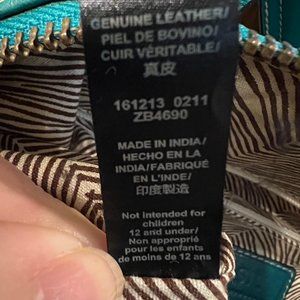 GENUINE LEATHER/
PIEL DE BOVINO/
CUIR VÉRITABLE/
真皮
161213 0211
ZB4690
MADE IN INDIA/
HECHO EN LA
INDIA/FABRIQUÉ
EN L'INDE/
印度製造
Not intended for
children
12 and under/
Non approprié
pour les enfants
de moins de 12 ans